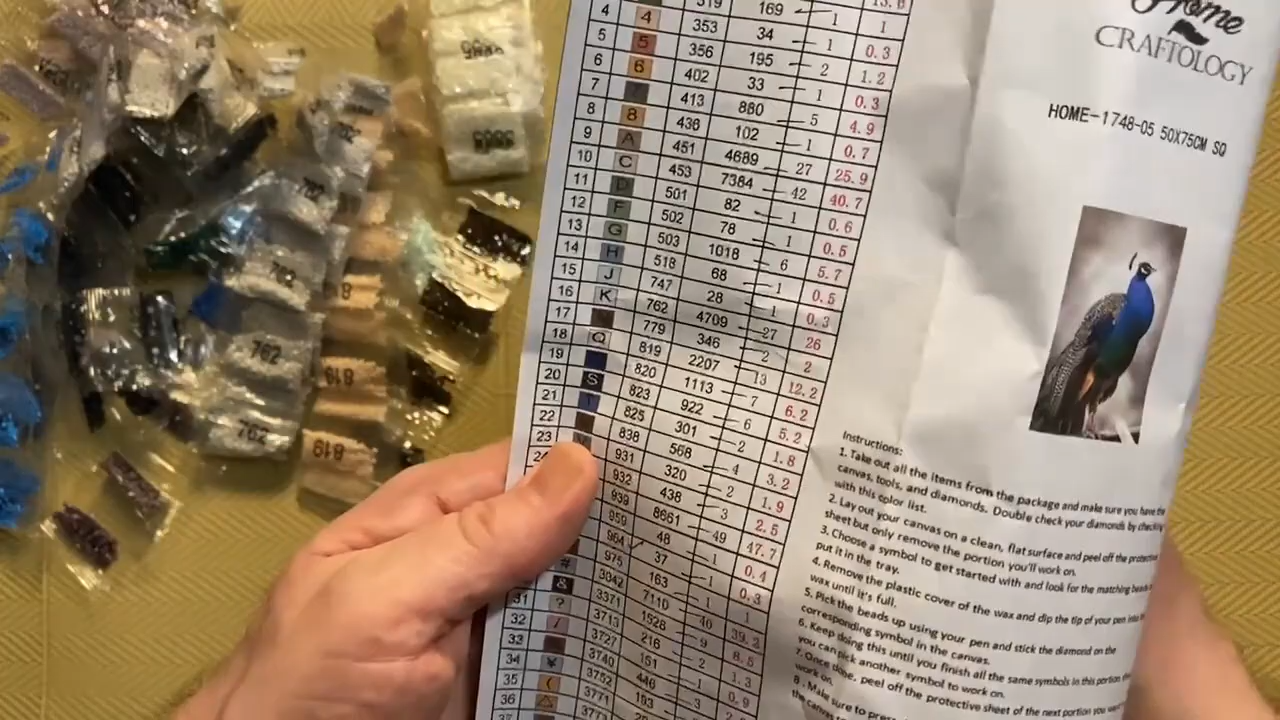 319 169 1 1
4 4 353 34 1 0.3
5 5 356 195 2 1.2
6 6 402 33 1 0.3
7 413 880 5 4.9
8 8 436 102 1 0.7
9 A 451 4689 27 25.9
10 C 453 7384 42 40.7
11 D 501 82 1 0.6
12 F 502 78 1 0.5
13 G 503 1018 6 5.7
14 H 518 68 1 0.5
15 J 747 28 1 0.3
16 K 762 4709 27 26
17 779 346 2 2
18 Q 819 2207 13 12.2
19 820 1113 7 6.2
20 S 823 922 6 5.2
21 T 825 301 2 1.8
22 838 568 4 3.2
23 931 320 2 1.9
932 438 3 2.5
939 8661 49 47.7
959 48 1 0.4
964 37 1 0.3
975 163 1 1
# 3042 7110 40 39.2
& 3371 1528 9 8.5
31 ? 3713 216 2 1.3
32 / 3727 151 1 0.9
33 3740 446 3
34 ¥ 3752 193
35 ( 3771
36 △
Home
CRAFTOLOGY
HOME-1748-05 50X75CM SQ
Instructions:
1. Take out all the items from the package and make sure you have the
canvas, tools, and diamonds. Double check your diamonds by checking
with this color list.
2. Lay out your canvas on a clean, flat surface and peel off the protective
sheet but only remove the portion you'll work on.
3. Choose a symbol to get started with and look for the matching beads
put it in the tray.
4. Remove the plastic cover of the wax and dip the tip of your pen into
wax until it's full.
5. Pick the beads up using your pen and stick the diamond on the
corresponding symbol in the canvas.
6. Keep doing this until you finish all the same symbols in this portion
you can pick another symbol to work on.
7. Once done, peel off the protective sheet of the next portion you want
work on.
8. Make sure to press
the canvas
762
762
762
762
762
819
819
819